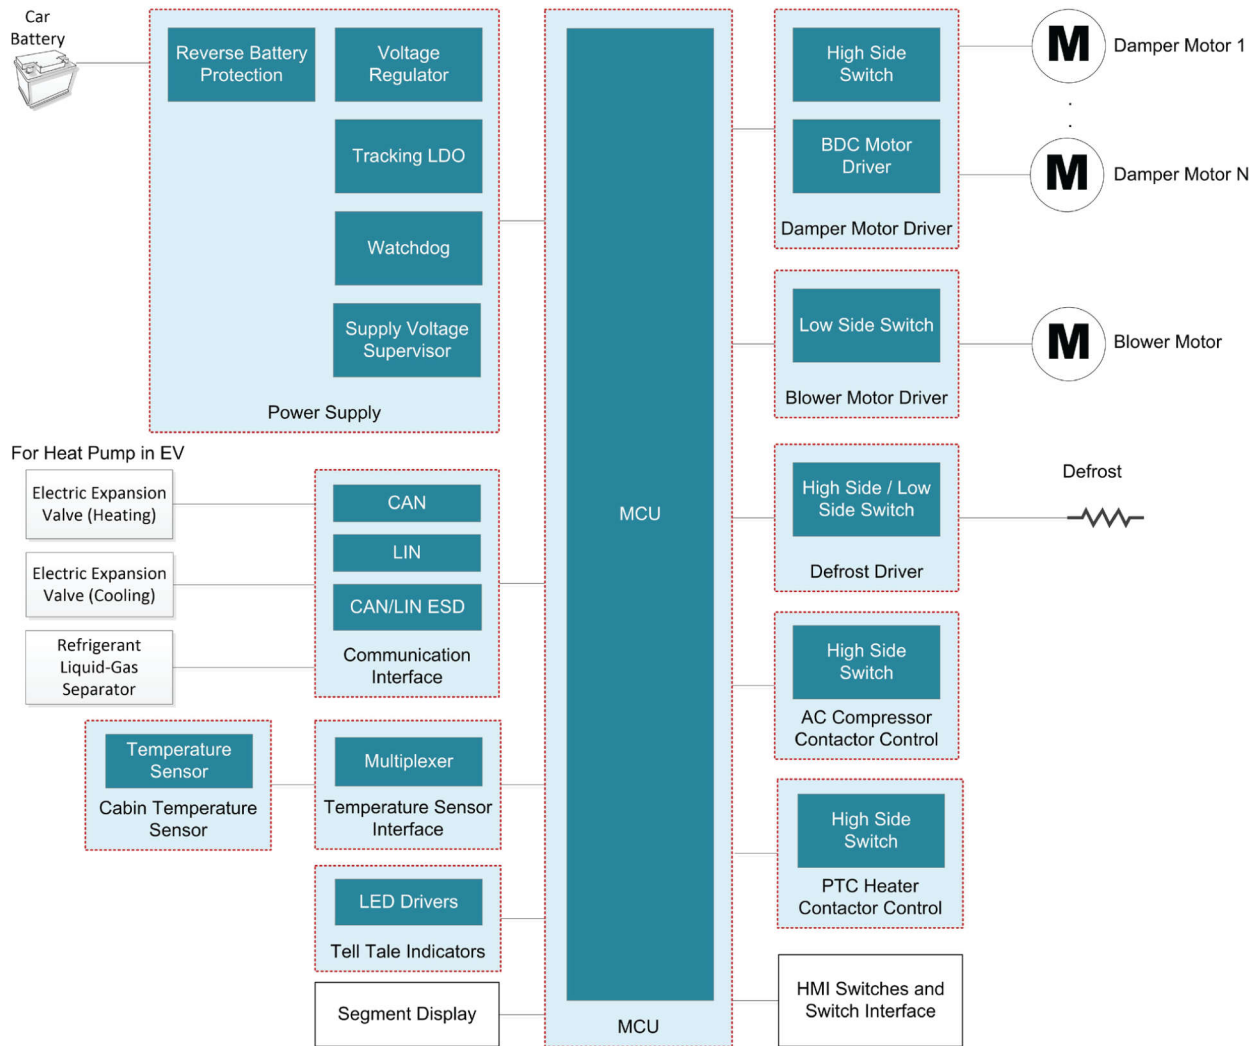 Car
Battery
Reverse Battery
Protection
Voltage
Regulator
Tracking LDO
Watchdog
Supply Voltage
Supervisor
Power Supply
For Heat Pump in EV
Electric Expansion
Valve (Heating)
Electric Expansion
Valve (Cooling)
Refrigerant
Liquid-Gas
Separator
CAN
LIN
CAN/LIN ESD
Communication
Interface
Temperature
Sensor
Cabin Temperature
Sensor
Multiplexer
Temperature Sensor
Interface
LED Drivers
Tell Tale Indicators
Segment Display
MCU
MCU
High Side
Switch
BDC Motor
Driver
Damper Motor Driver
M
Damper Motor 1
.
.
M
Damper Motor N
Low Side Switch
Blower Motor Driver
M
Blower Motor
High Side / Low
Side Switch
Defrost Driver
Defrost
High Side
Switch
AC Compressor
Contactor Control
High Side
Switch
PTC Heater
Contactor Control
HMI Switches and
Switch Interface